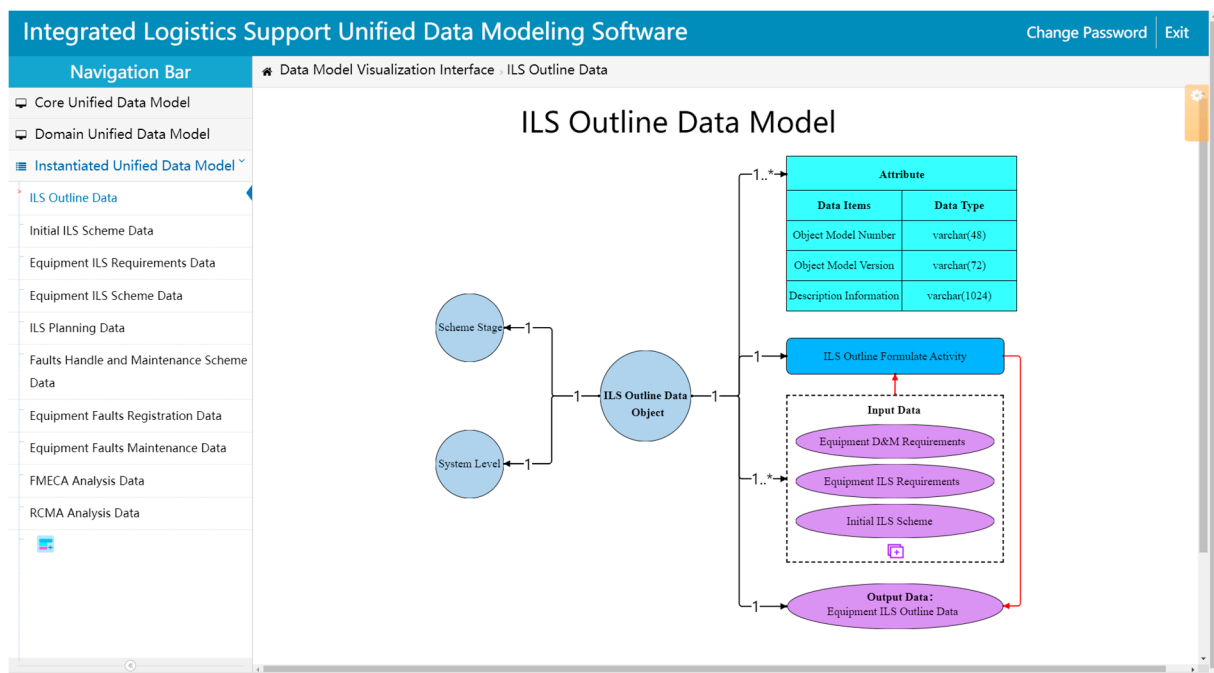 Integrated Logistics Support Unified Data Modeling Software
Change Password
Exit
Navigation Bar
Data Model Visualization Interface › ILS Outline Data
Core Unified Data Model
Domain Unified Data Model
Instantiated Unified Data Model
ILS Outline Data
Initial ILS Scheme Data
Equipment ILS Requirements Data
Equipment ILS Scheme Data
ILS Planning Data
Faults Handle and Maintenance Scheme
Data
Equipment Faults Registration Data
Equipment Faults Maintenance Data
FMECA Analysis Data
RCMA Analysis Data
ILS Outline Data Model
Scheme Stage
1
System Level
1
1
ILS Outline Data
Object
1
1..*
Attribute
Data Items
Data Type
Object Model Number
varchar(48)
Object Model Version
varchar(72)
Description Information
varchar(1024)
1
ILS Outline Formulate Activity
1..*
Input Data
Equipment D&M Requirements
Equipment ILS Requirements
Initial ILS Scheme
1
Output Data:
Equipment ILS Outline Data